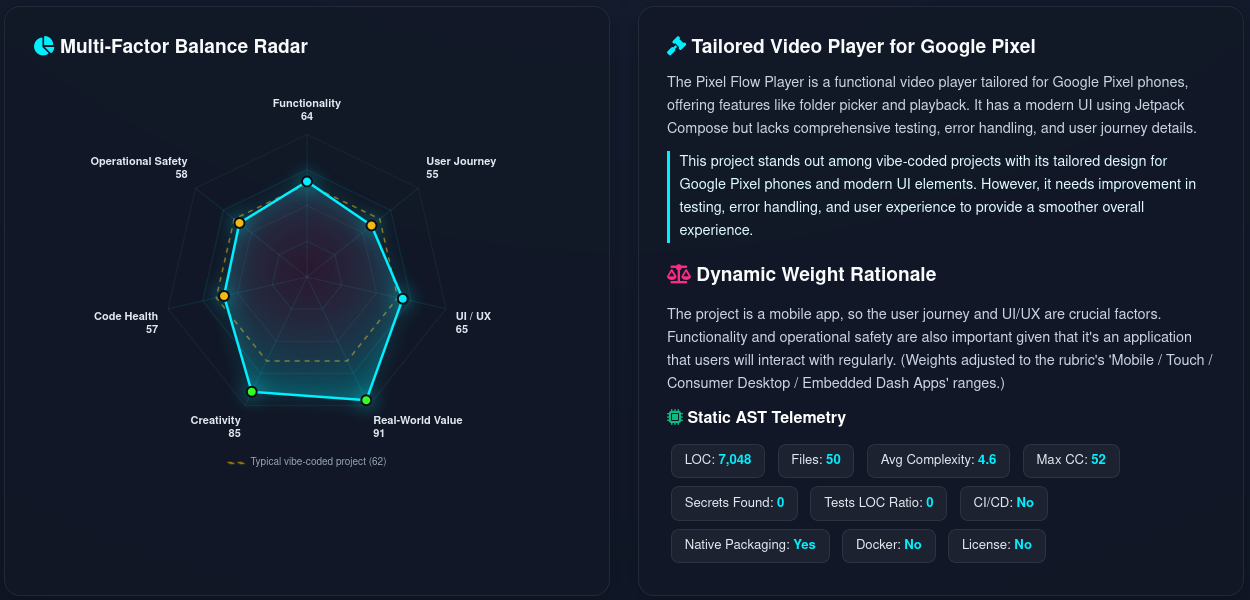 Multi-Factor Balance Radar
Functionality
64
Operational Safety
58
User Journey
55
Code Health
57
UI / UX
65
Creativity
85
Real-World Value
91
Typical vibe-coded project (62)
Tailored Video Player for Google Pixel
The Pixel Flow Player is a functional video player tailored for Google Pixel phones,
offering features like folder picker and playback. It has a modern UI using Jetpack
Compose but lacks comprehensive testing, error handling, and user journey details.
This project stands out among vibe-coded projects with its tailored design for
Google Pixel phones and modern UI elements. However, it needs improvement in
testing, error handling, and user experience to provide a smoother overall
experience.
Dynamic Weight Rationale
The project is a mobile app, so the user journey and UI/UX are crucial factors.
Functionality and operational safety are also important given that it's an application
that users will interact with regularly. (Weights adjusted to the rubric's 'Mobile / Touch /
Consumer Desktop / Embedded Dash Apps' ranges.)
Static AST Telemetry
LOC: 7,048 Files: 50 Avg Complexity: 4.6 Max CC: 52
Secrets Found: 0 Tests LOC Ratio: 0 CI/CD: No
Native Packaging: Yes Docker: No License: No